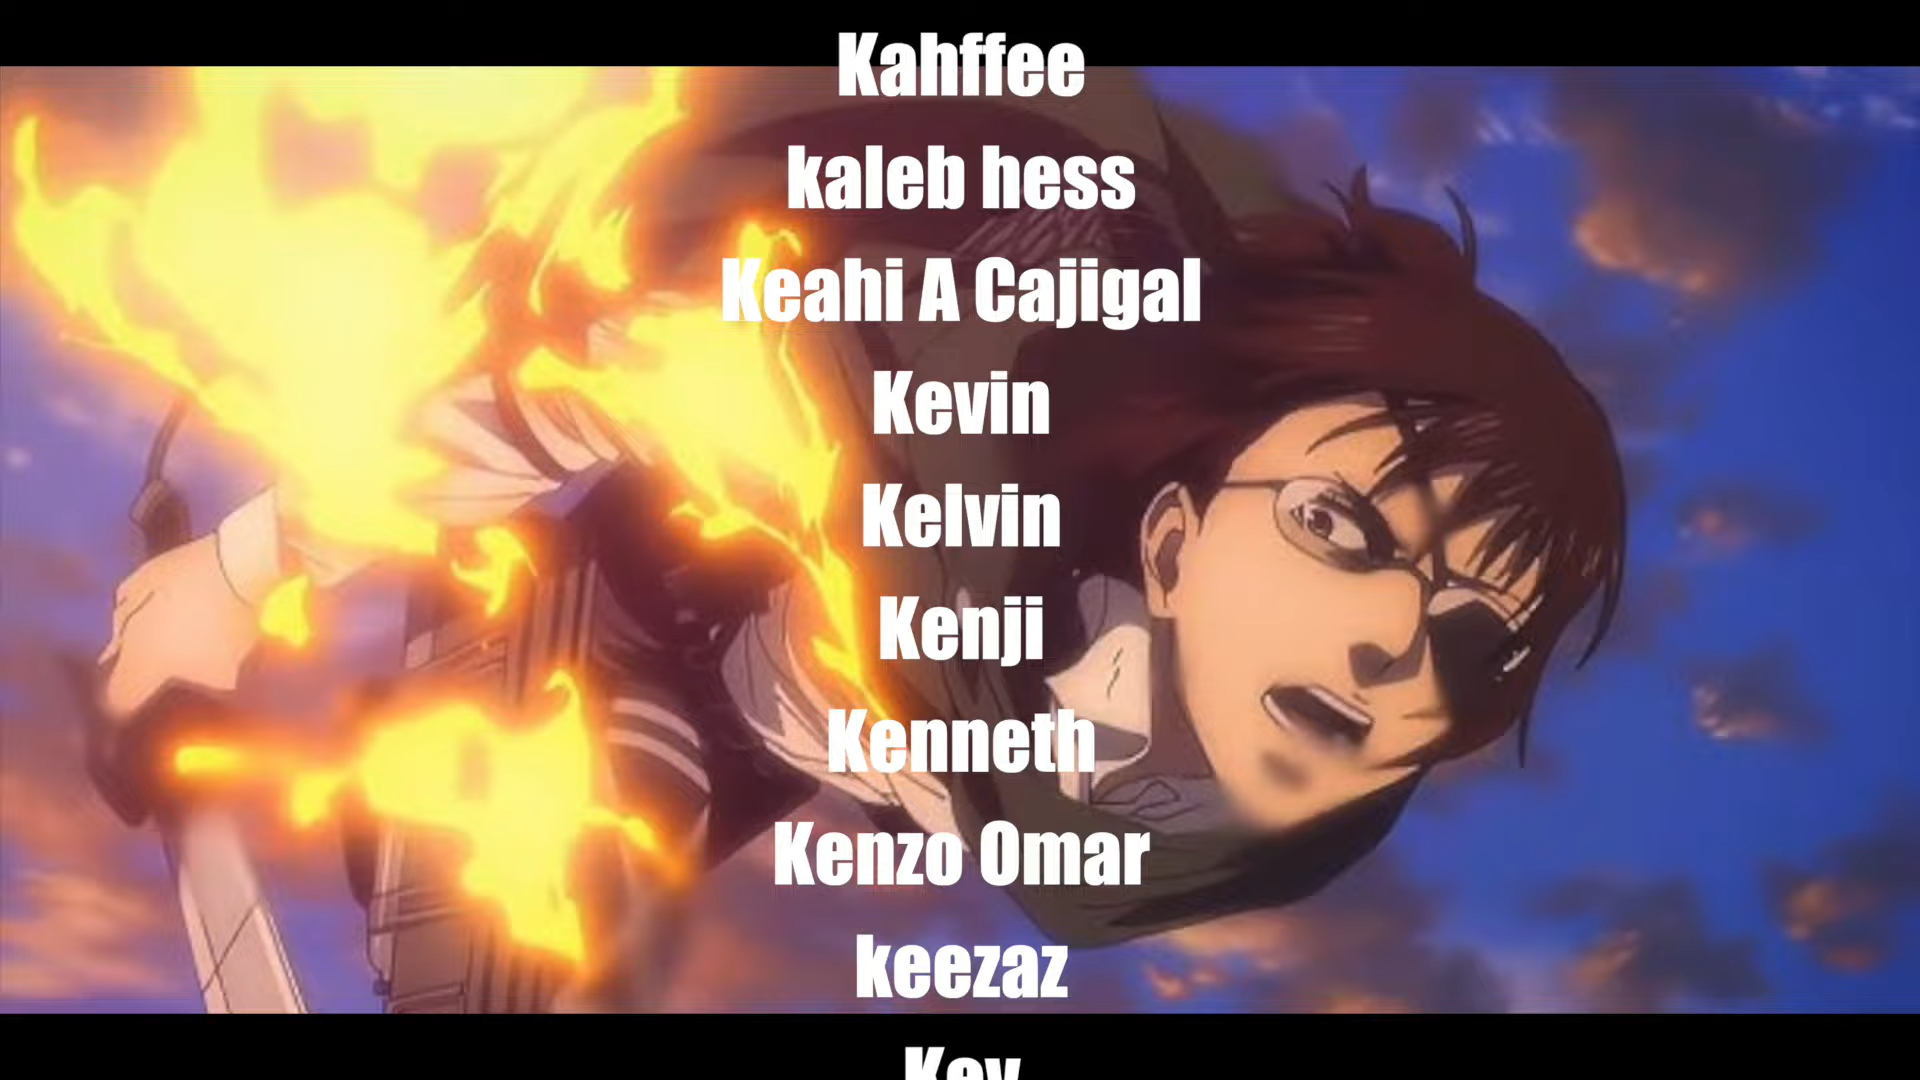 Kahffee
kaleb hess
Keahi A Cajigal
Kevin
Kelvin
Kenji
Kenneth
Kenzo Omar
keezaz